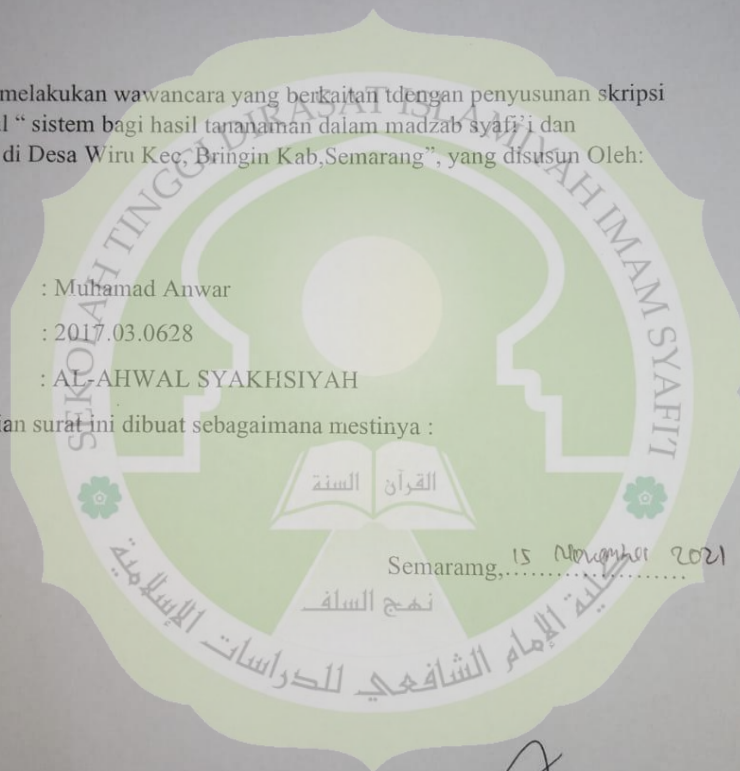 melakukan wawancara yang berkaitan tdengan penyusunan skripsi
l “ sistem bagi hasil tananaman dalam madzab syafi’i dan
di Desa Wiru Kec, Bringin Kab,Semarang”, yang disusun Oleh:
: Muhamad Anwar
: 2017.03.0628
: AL-AHWAL SYAKHSIYAH
ian surat ini dibuat sebagaimana mestinya :
Semaramg, 15 November 2021
SEKOLAH TINGGI DIRASAT ISLAMIYAH IMAM SYAFI'I
القرآن
السنة
نهج السلف
كلية الإمام الشافعي للدراسات الإسلامية